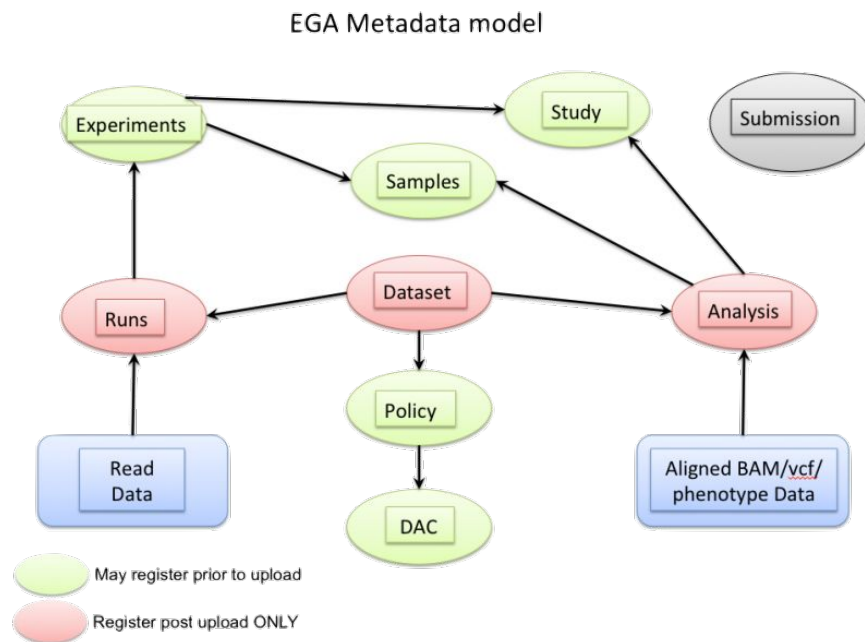 EGA Metadata model
Experiments
Study
Submission
Samples
Runs
Dataset
Analysis
Policy
Read
Data
Aligned BAM/vcf/
phenotype Data
DAC
May register prior to upload
Register post upload ONLY